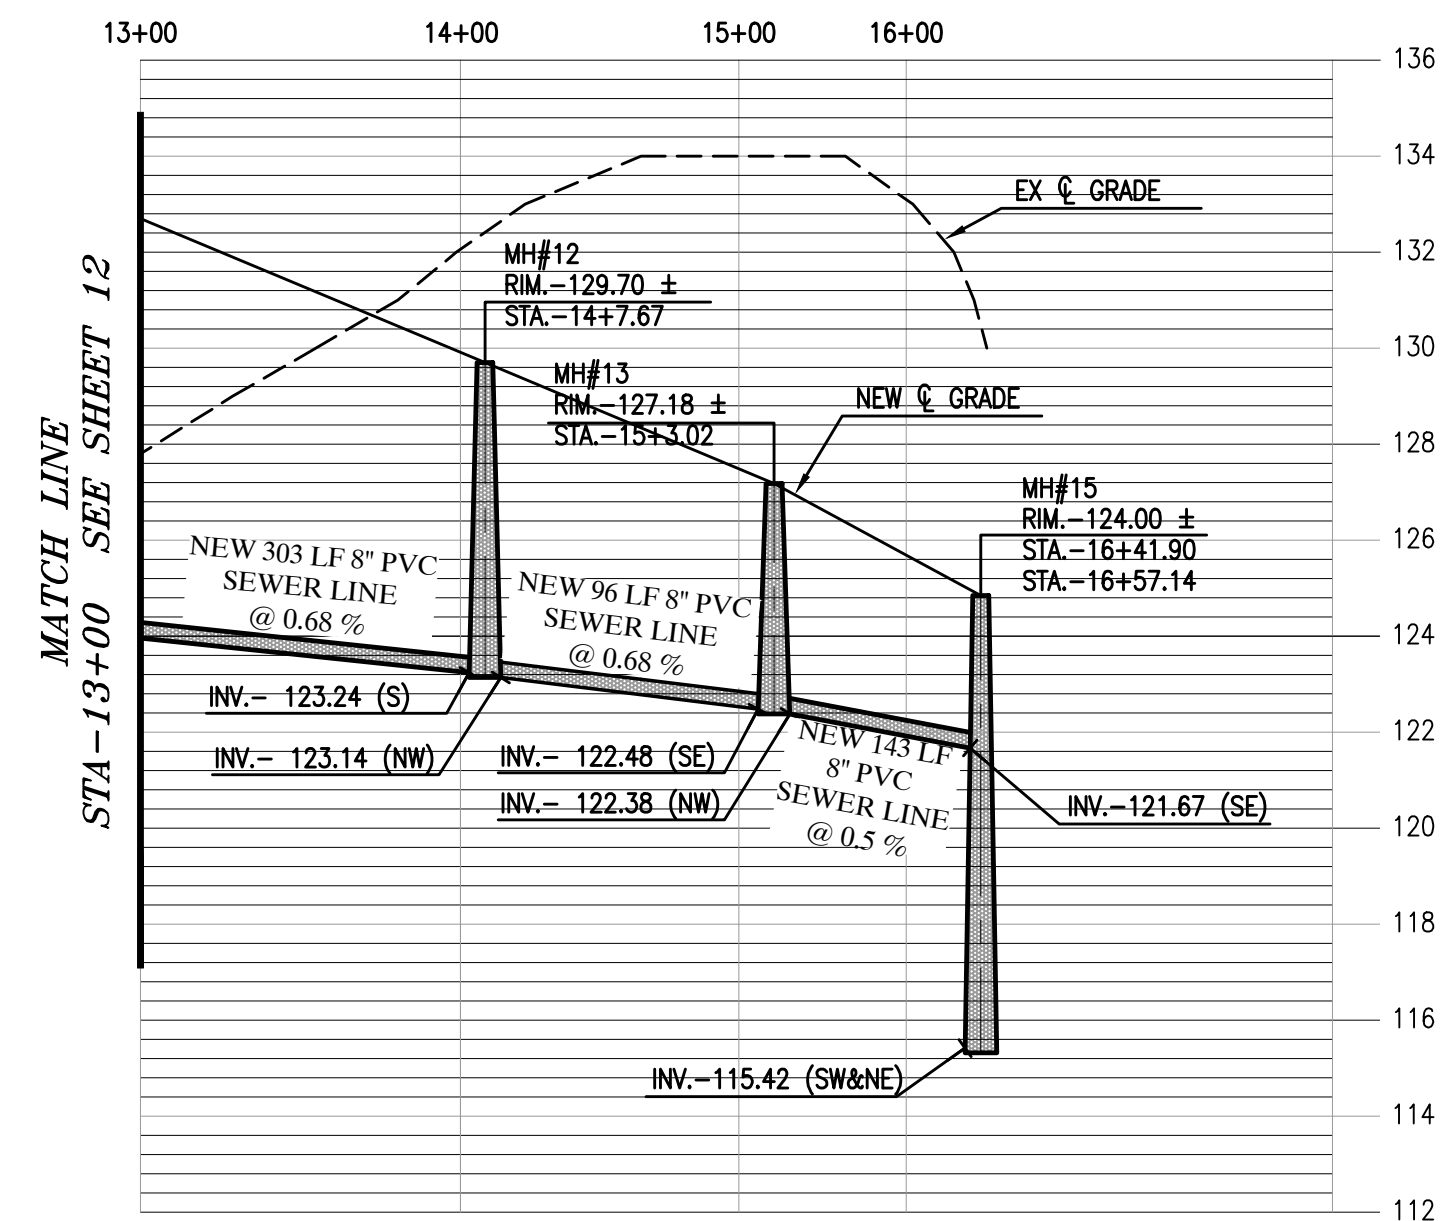 13+00 14+00 15+00 16+00
136
134
EX ℄ GRADE
132
MH#12
RIM.-129.70 ±
STA.-14+7.67
130
MH#13
RIM.-127.18 ±
STA.-15+3.02
NEW ℄ GRADE
128
MH#15
RIM.-124.00 ±
STA.-16+41.90
STA.-16+57.14
126
MATCH LINE
STA-13+00 SEE SHEET 12
NEW 303 LF 8" PVC
SEWER LINE
@ 0.68 %
NEW 96 LF 8" PVC
SEWER LINE
@ 0.68 %
124
INV.- 123.24 (S)
INV.- 123.14 (NW)
INV.- 122.48 (SE)
INV.- 122.38 (NW)
122
NEW 143 LF
8" PVC
SEWER LINE
@ 0.5 %
INV.-121.67 (SE)
120
118
116
INV.-115.42 (SW&NE)
114
112